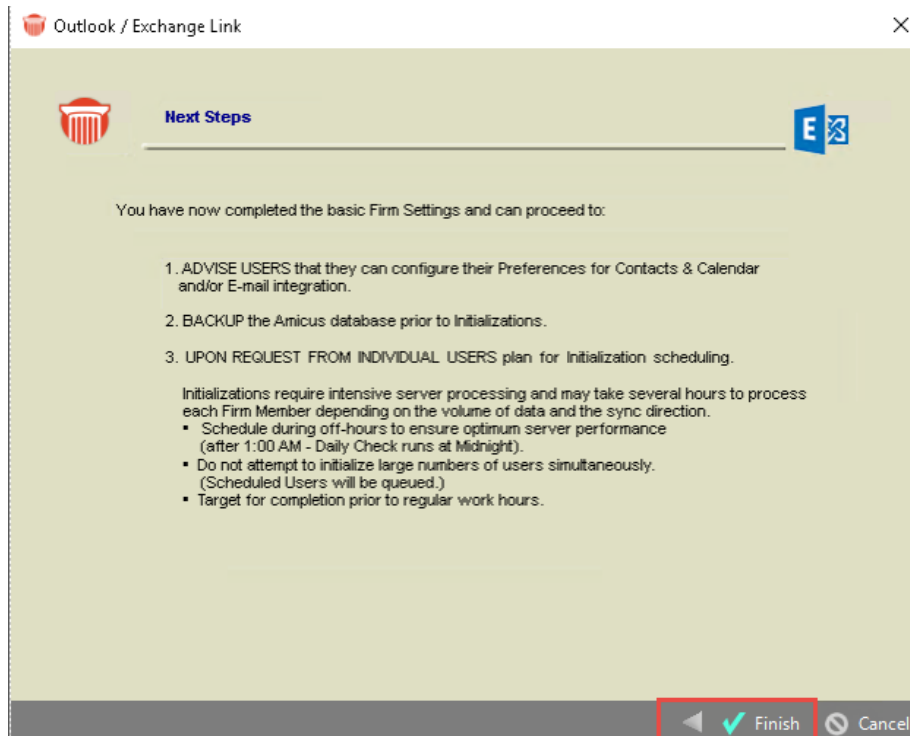 Outlook / Exchange Link
Next Steps
E
You have now completed the basic Firm Settings and can proceed to:
1. ADVISE USERS that they can configure their Preferences for Contacts & Calendar
and/or E-mail integration.
2. BACKUP the Amicus database prior to Initializations.
3. UPON REQUEST FROM INDIVIDUAL USERS plan for Initialization scheduling.
Initializations require intensive server processing and may take several hours to process
each Firm Member depending on the volume of data and the sync direction.
▪ Schedule during off-hours to ensure optimum server performance
(after 1:00 AM - Daily Check runs at Midnight).
▪ Do not attempt to initialize large numbers of users simultaneously.
(Scheduled Users will be queued.)
▪ Target for completion prior to regular work hours.
Finish Cancel